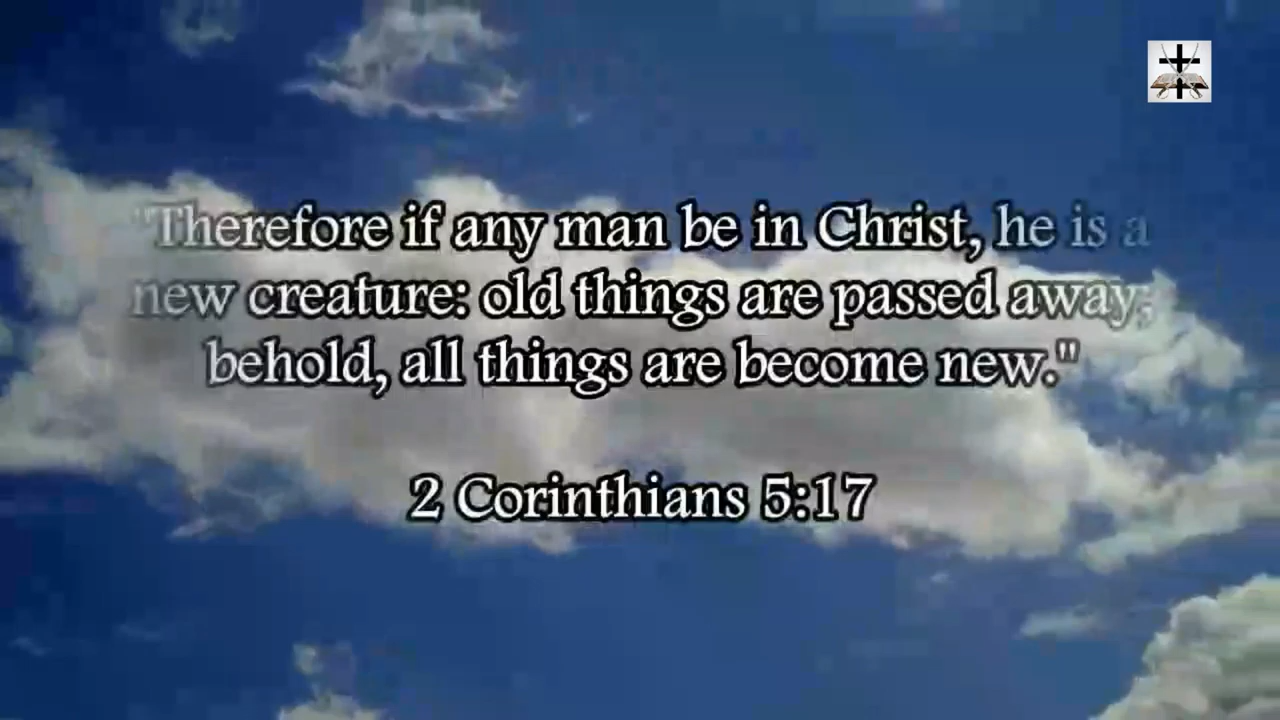 "Therefore if any man be in Christ, he is a
new creature: old things are passed away;
behold, all things are become new."
2 Corinthians 5:17